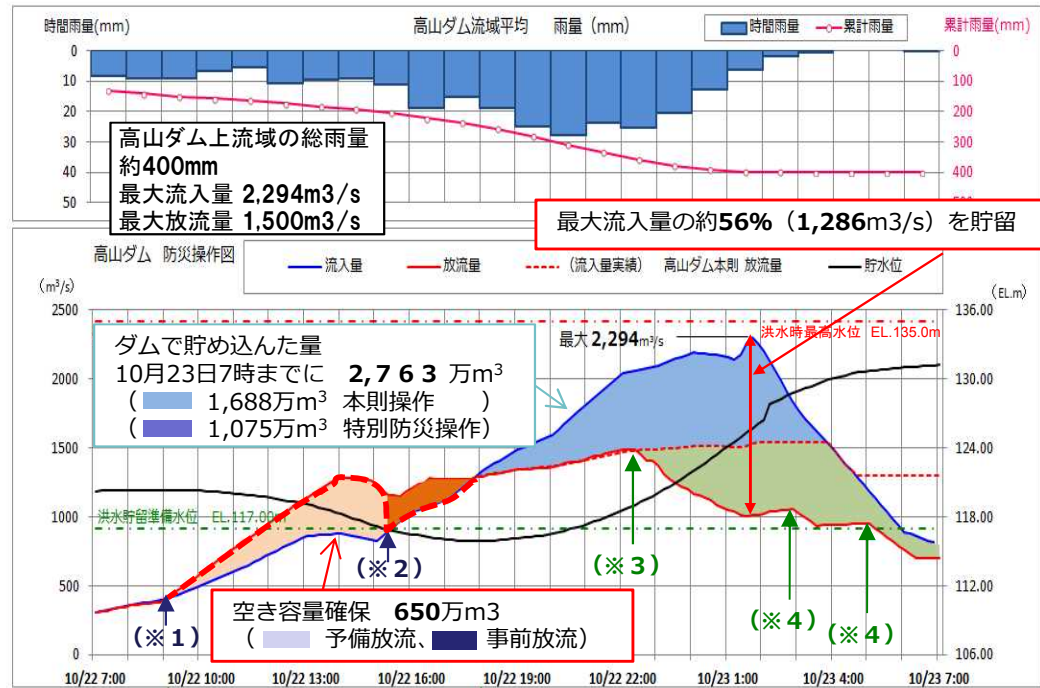 時間雨量(mm)
高山ダム流域平均 雨量（mm）
時間雨量 累計雨量
累計雨量(mm)
0
10
20
30
40
50
0
100
200
300
400
高山ダム上流域の総雨量
約400mm
最大流入量 2,294m3/s
最大放流量 1,500m3/s
最大流入量の約56%（1,286m3/s）を貯留
高山ダム 防災操作図
流入量 放流量 (流入量実績) 高山ダム本則 放流量 貯水位
(m³/s)
(EL.m)
2500
2000
1500
1000
500
0
136.00
130.00
124.00
118.00
112.00
106.00
洪水時最高水位 EL.135.0m
最大 2,294m³/s
ダムで貯め込んた量
10月23日7時までに 2,７６３ 万m³
( 1,688万m³ 本則操作 )
( 1,075万m³ 特別防災操作)
洪水貯留準備水位 EL.117.00m
(※１)
(※２)
(※３)
(※４)
(※４)
空き容量確保 650万m3
( 予備放流、 事前放流)
10/22 7:00 10/22 10:00 10/22 13:00 10/22 16:00 10/22 19:00 10/22 22:00 10/23 1:00 10/23 4:00 10/23 7:00